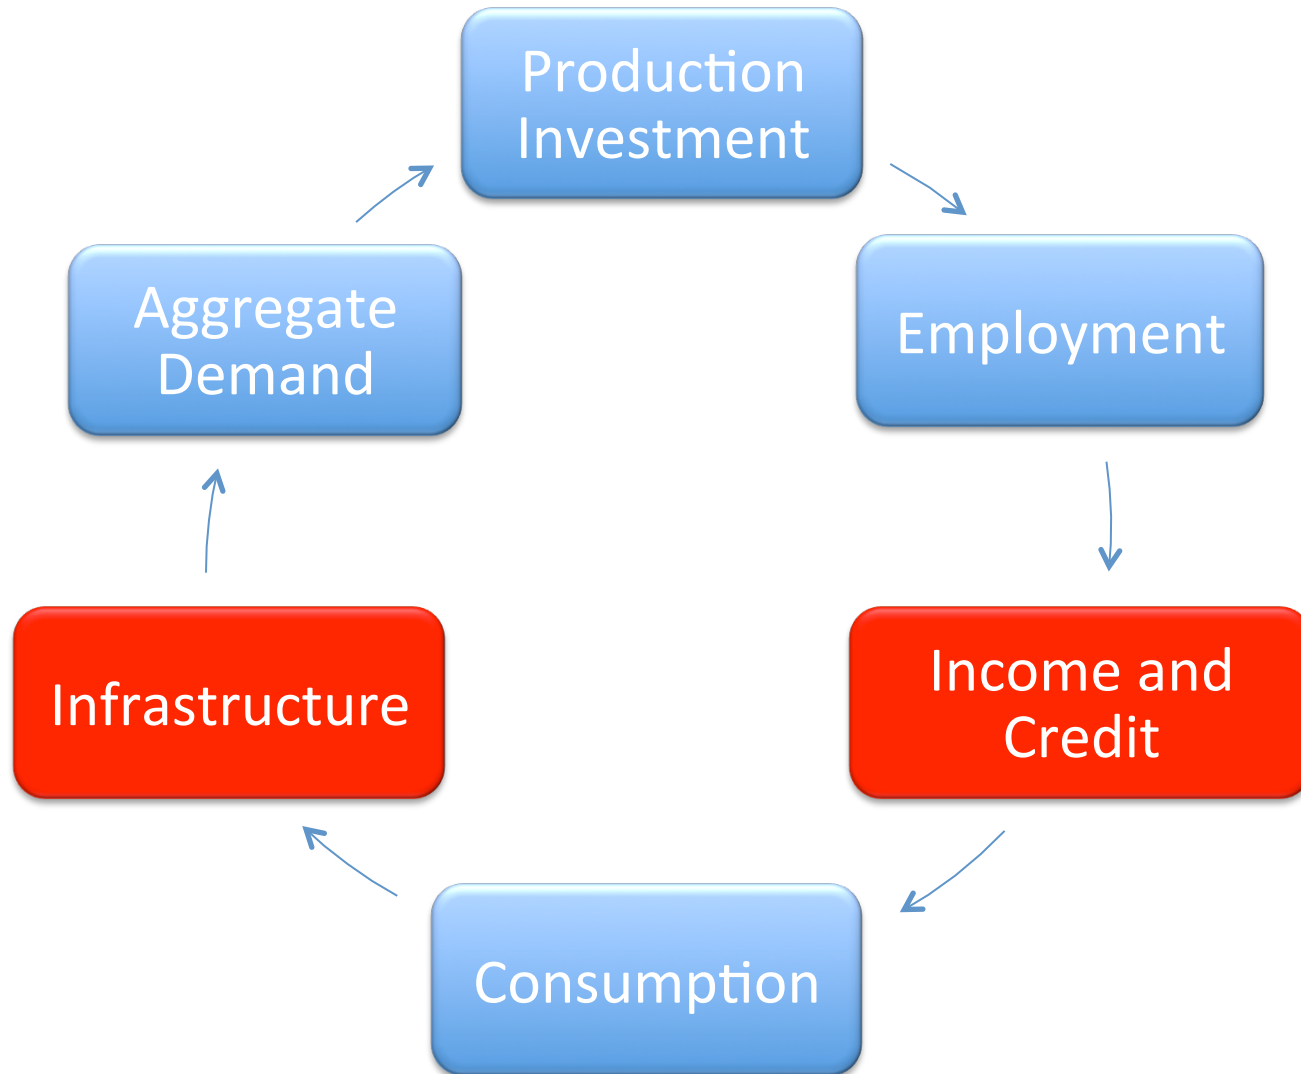 Production
Investment
Employment
Income and
Credit
Consumption
Infrastructure
Aggregate
Demand